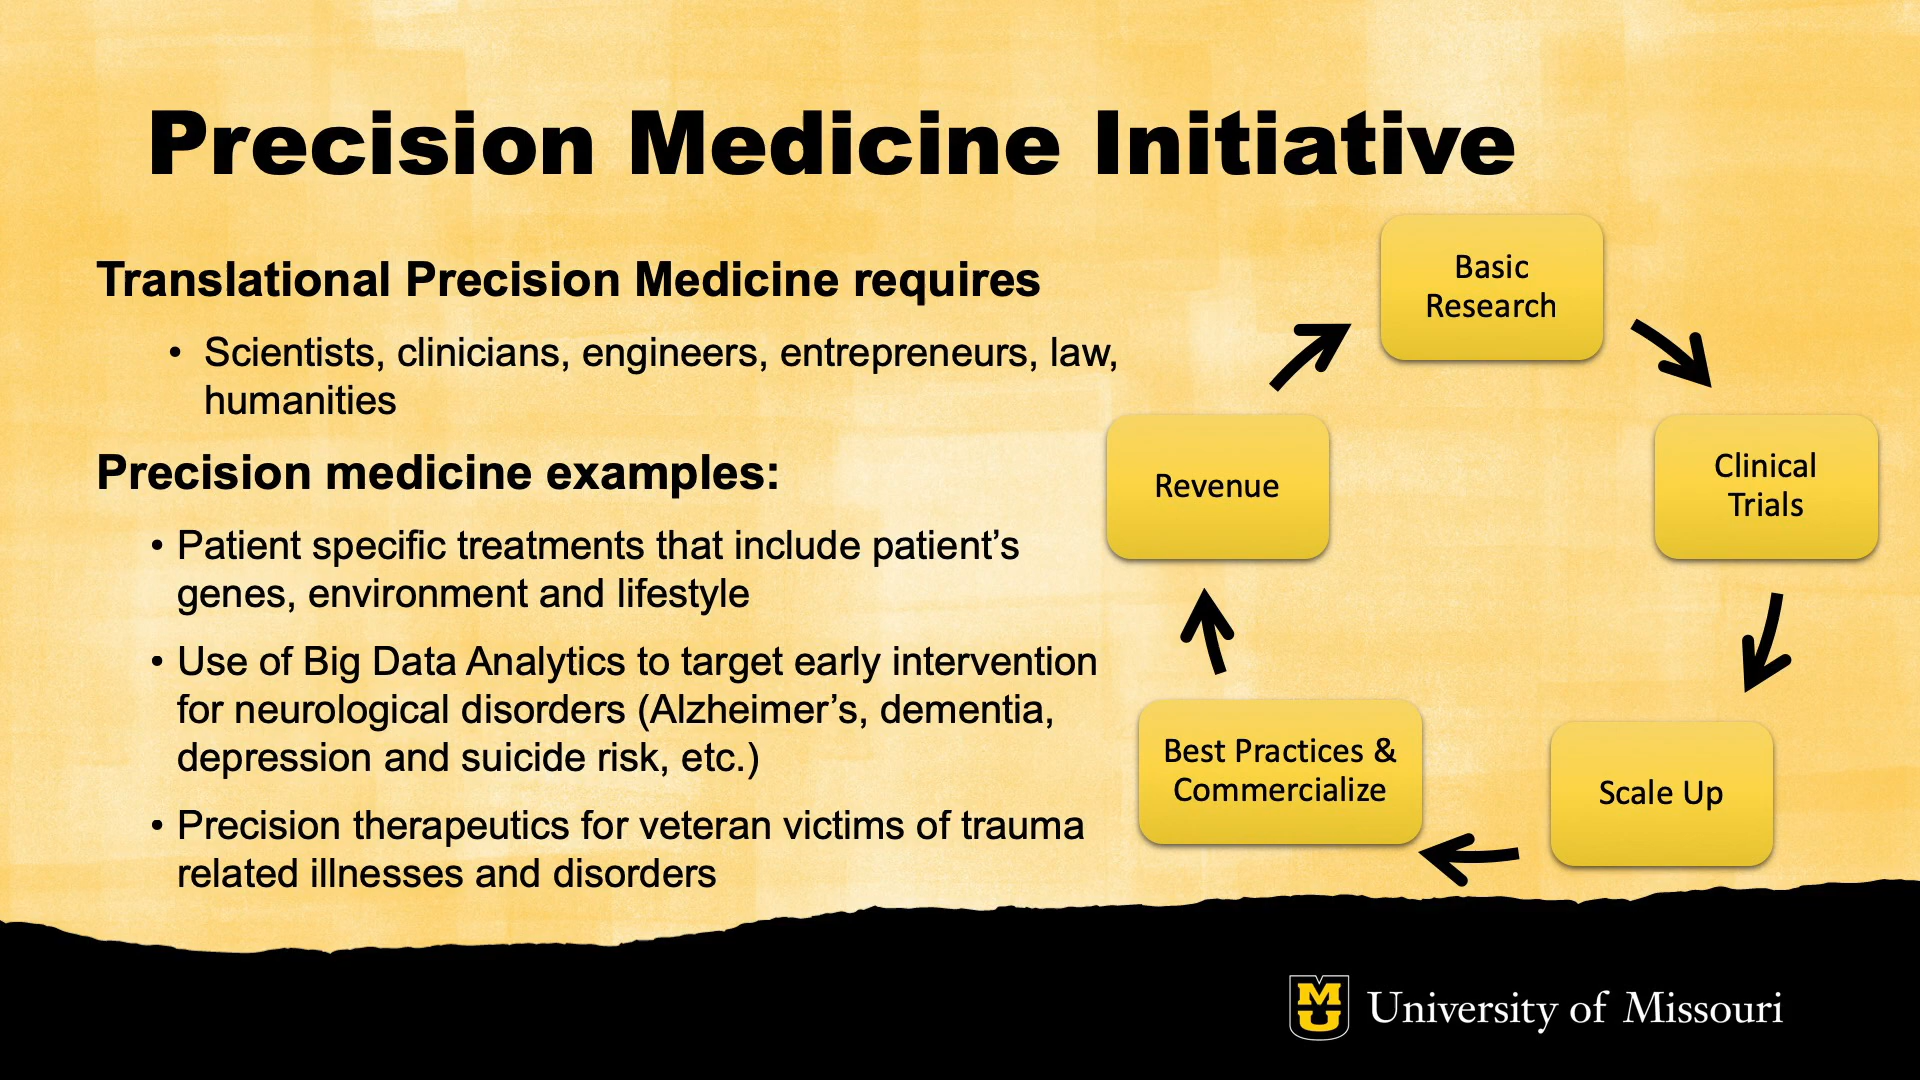 Precision Medicine Initiative
Translational Precision Medicine requires
• Scientists, clinicians, engineers, entrepreneurs, law,
humanities
Precision medicine examples:
• Patient specific treatments that include patient’s
genes, environment and lifestyle
• Use of Big Data Analytics to target early intervention
for neurological disorders (Alzheimer’s, dementia,
depression and suicide risk, etc.)
• Precision therapeutics for veteran victims of trauma
related illnesses and disorders
Basic
Research
Clinical
Trials
Scale Up
Best Practices &
Commercialize
Revenue
MU
University of Missouri